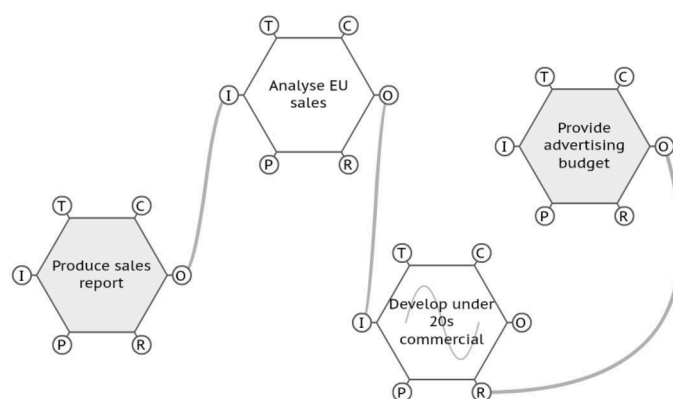 T
C
I
Analyse EU
sales
O
P
R
T
C
I
Provide
advertising
budget
O
P
R
T
C
I
Produce sales
report
O
P
R
T
C
I
Develop under
20s
commercial
O
P
R